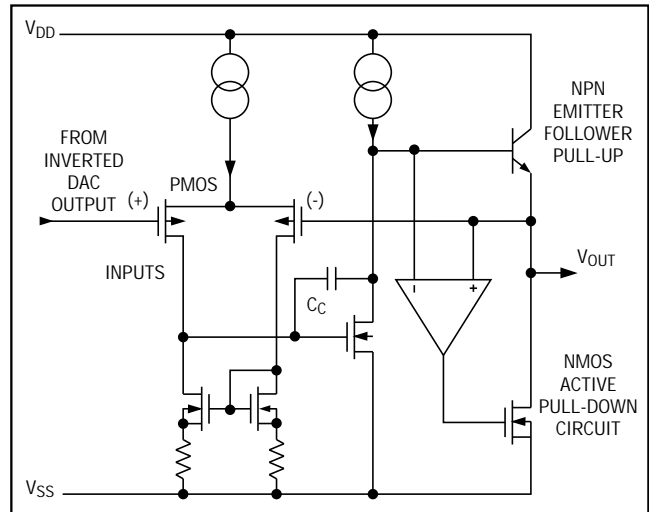 VDD
NPN
EMITTER
FOLLOWER
PULL-UP
FROM
INVERTED
DAC
OUTPUT
(+)
PMOS
(-)
INPUTS
CC
-
+
VOUT
NMOS
ACTIVE
PULL-DOWN
CIRCUIT
VSS